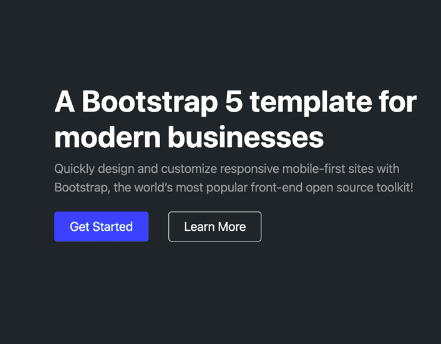 A Bootstrap 5 template for
modern businesses
Quickly design and customize responsive mobile-first sites with
Bootstrap, the world's most popular front-end open source toolkit!
Get Started
Learn More